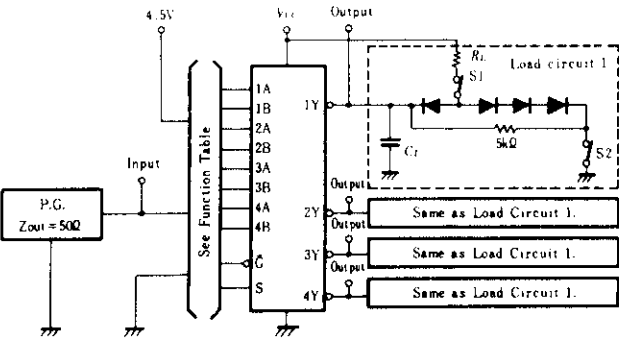 4.5V
Vcc
Output
RL
Load circuit 1
S1
1A
1B
2A
2B
3A
3B
4A
4B
G
S
1Y
2Y
3Y
4Y
See Function Table
CL
5kΩ
S2
Input
P.G.
Zout = 50Ω
Output
Same as Load Circuit 1.
Output
Same as Load Circuit 1.
Output
Same as Load Circuit 1.